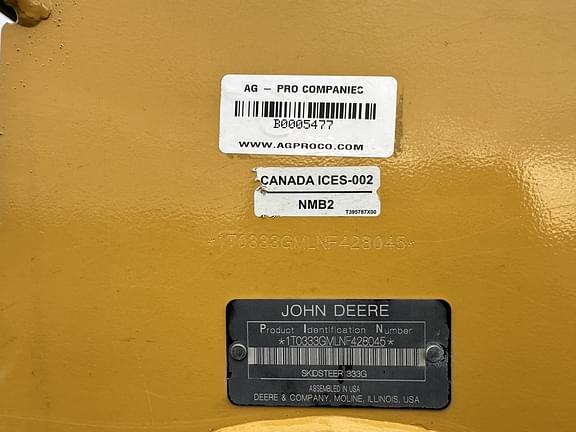 AG - PRO COMPANIES
B0005477
WWW.AGPROCO.COM
CANADA ICES-002
NMB2
T395787X00
*1T0333GMLNF428045*
JOHN DEERE
Product Identification Number
*1T0333GMLNF428045*
SKIDSTEER 333G
ASSEMBLED IN USA
DEERE & COMPANY, MOLINE, ILLINOIS, USA